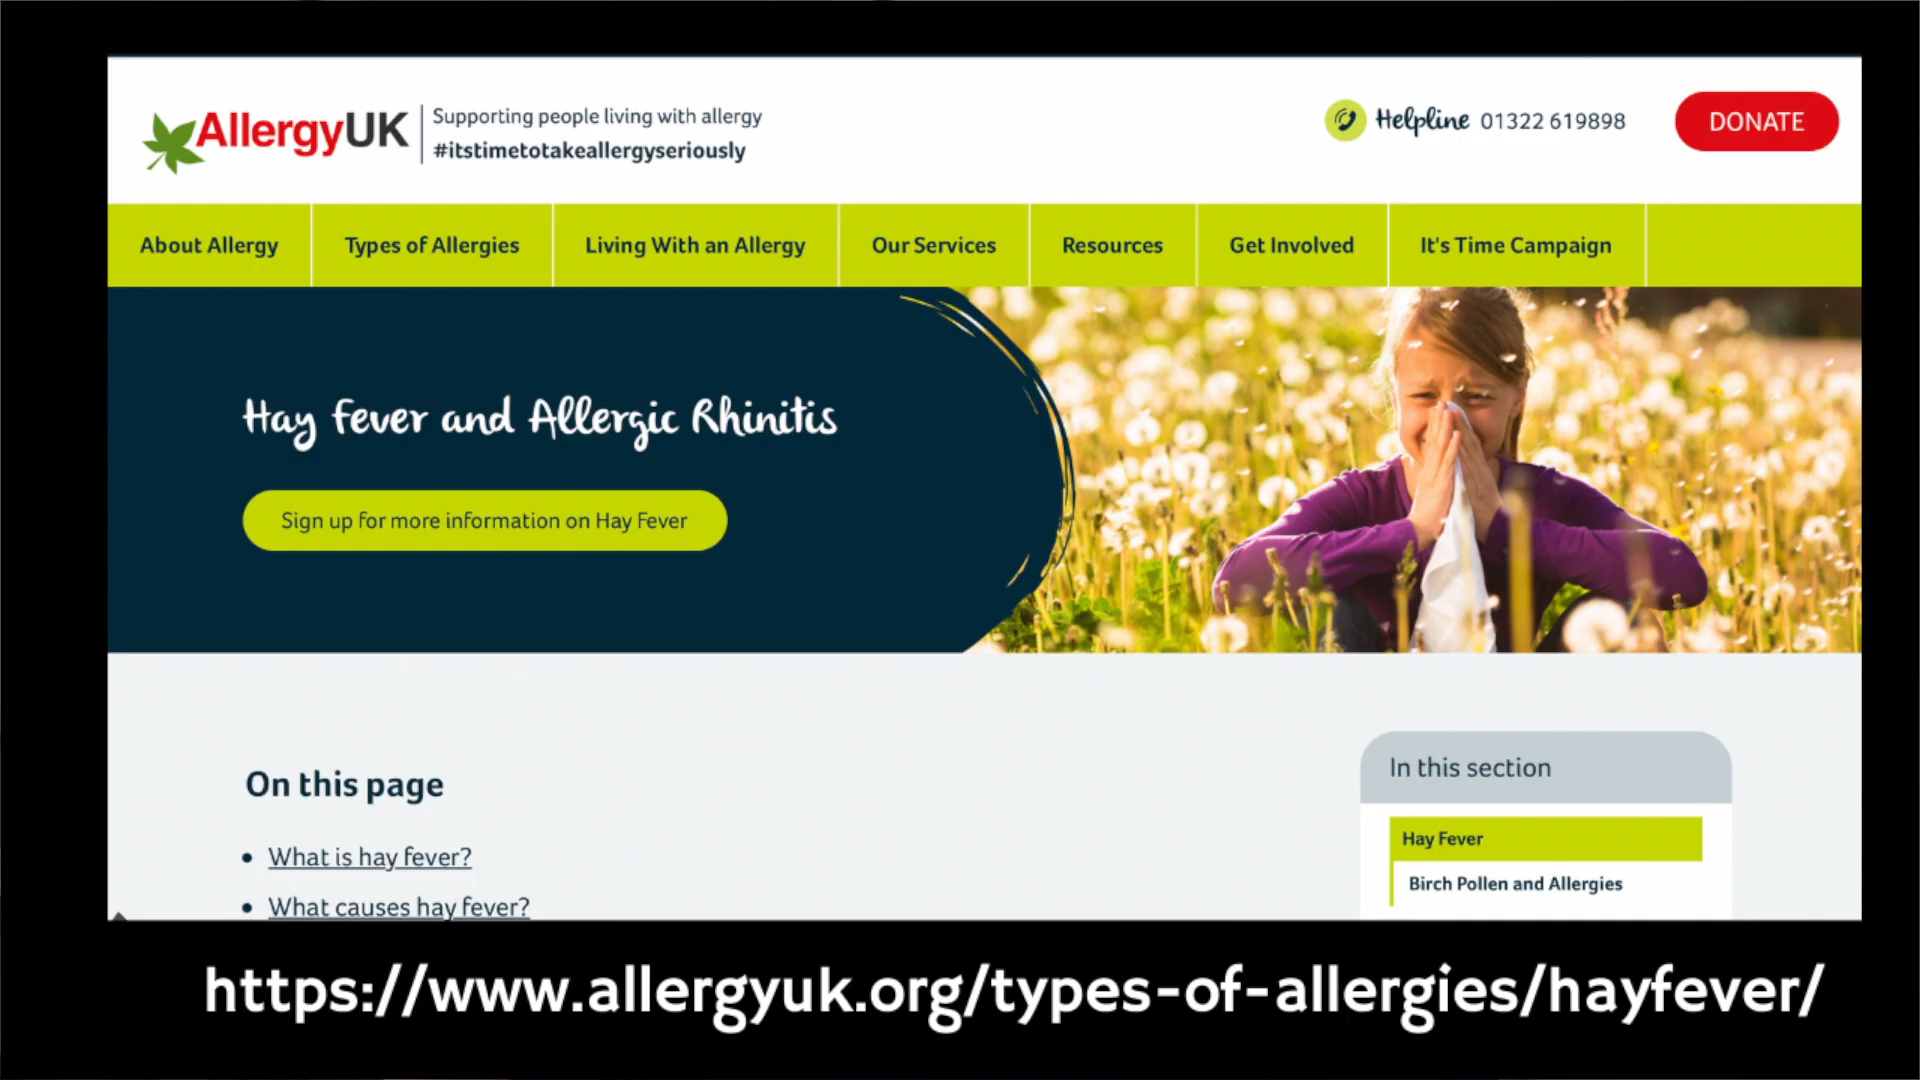 AllergyUK
Supporting people living with allergy
#itstimetotakeallergyseriously
Helpline 01322 619898
DONATE
About Allergy
Types of Allergies
Living With an Allergy
Our Services
Resources
Get Involved
It's Time Campaign
Hay Fever and Allergic Rhinitis
Sign up for more information on Hay Fever
On this page
What is hay fever?
What causes hay fever?
In this section
Hay Fever
Birch Pollen and Allergies
https://www.allergyuk.org/types-of-allergies/hayfever/